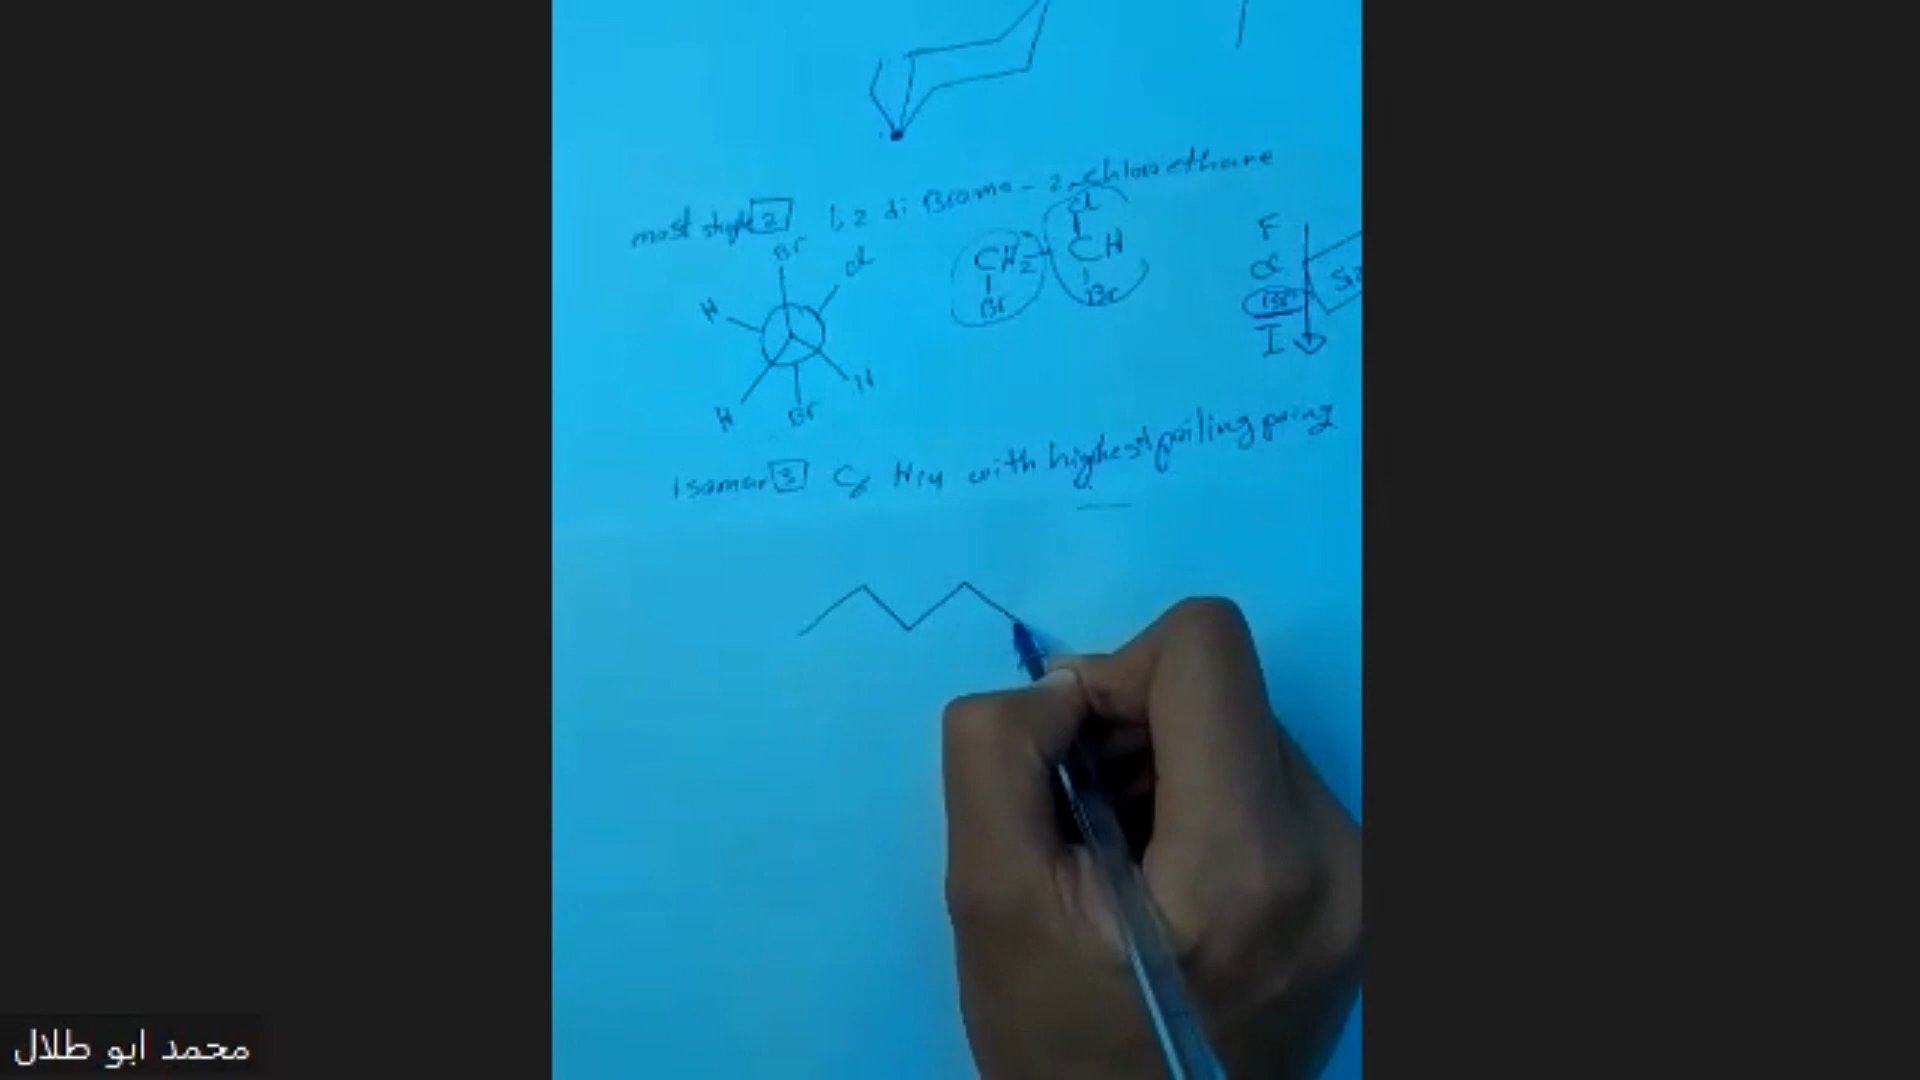 most stable 2 1,2 di Bromo - 2-chloro ethane
Br
Cl
H
H
Br
H
Cl
CH2 - CH
Br
Br
F
Cl
Br
I
isomer 3 C6 H14 with highest boiling
محمد ابو طلال